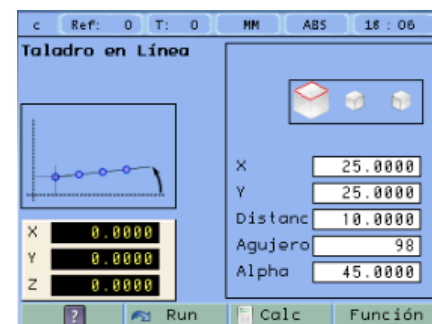 c Ref: 0 T: 0 MM ABS 16 : 06
Taladro en Línea
X 25.0000
Y 25.0000
Distanc 10.0000
Agujero 98
Alpha 45.0000
X 0.0000
Y 0.0000
Z 0.0000
? Run Calc Función